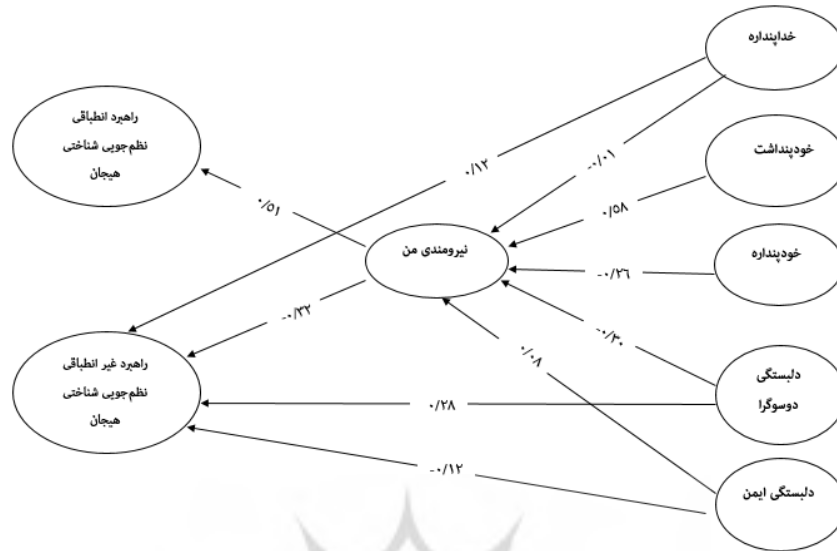 خداپنداره
راهبرد انطباقی
نظم‌جویی شناختی
هیجان
خودپنداشت
۰/۱۲
-۰/۰۱
۰/۵۱
۰/۵۸
نیرومندی من
خودپنداره
-۰/۲۶
-۰/۳۲
-۰/۳۰
۰/۰۸
راهبرد غیر انطباقی
نظم‌جویی شناختی
هیجان
دلبستگی
دوسوگرا
۰/۲۸
-۰/۱۲
دلبستگی ایمن